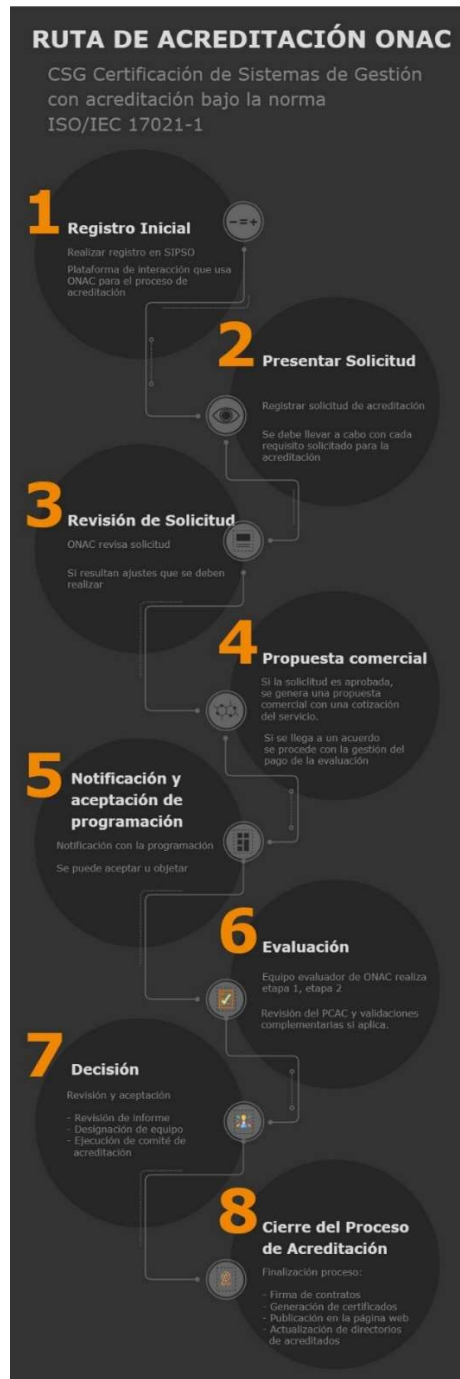 RUTA DE ACREDITACIÓN ONAC
CSG Certificación de Sistemas de Gestión
con acreditación bajo la norma
ISO/IEC 17021-1
1
Registro Inicial
Realizar registro en SIPSO
Plataforma de interacción que usa
ONAC para el proceso de
acreditación
2
Presentar Solicitud
Registrar solicitud de acreditación
Se debe llevar a cabo con cada
requisito solicitado para la
acreditación
3
Revisión de Solicitud
ONAC revisa solicitud
Si resultan ajustes que se deben
realizar
4
Propuesta comercial
Si la solicitud es aprobada,
se genera una propuesta
comercial con una cotización
del servicio.
Si se llega a un acuerdo
se procede con la gestión del
pago de la evaluación
5
Notificación y
aceptación de
programación
Notificación con la programación
Se puede aceptar u objetar
6
Evaluación
Equipo evaluador de ONAC realiza
etapa 1, etapa 2
Revisión del PCAC y validaciones
complementarias si aplica.
7
Decisión
Revisión y aceptación
- Revisión de informe
- Designación de equipo
- Ejecución de comité de
acreditación
8
Cierre del Proceso
de Acreditación
Finalización proceso:
- Firma de contratos
- Generación de certificados
- Publicación en la página web
- Actualización de directorios
de acreditados